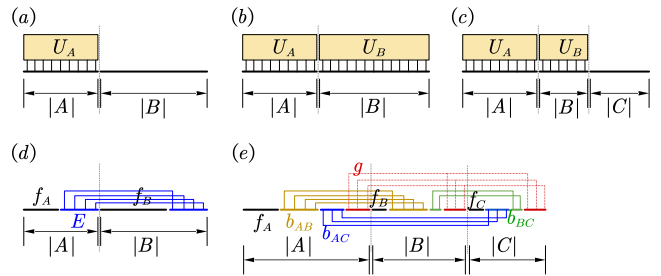 (a) (b) (c)
U_A U_A U_B U_A U_B
|A| |B| |A| |B| |A| |B| |C|
(d) (e)
g
f_A f_B f_B f_C
E f_A b_AB b_AC b_BC
|A| |B| |A| |B| |C|